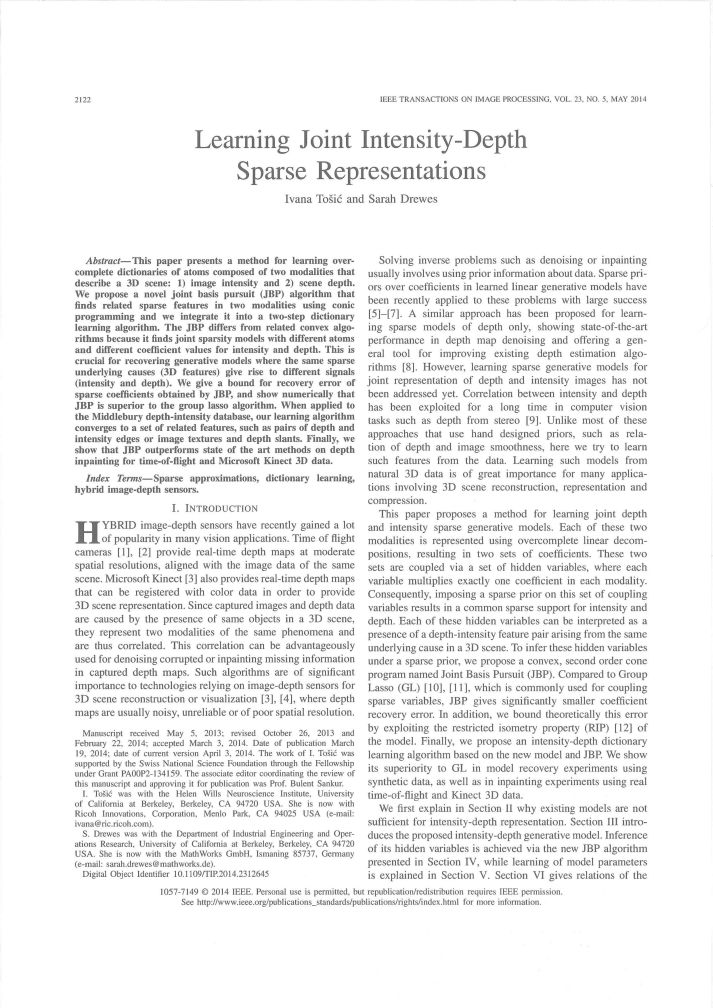 2122
IEEE TRANSACTIONS ON IMAGE PROCESSING, VOL. 23, NO. 5, MAY 2014
Learning Joint Intensity-Depth
Sparse Representations
Ivana Tošić and Sarah Drewes
Abstract—This paper presents a method for learning over-
complete dictionaries of atoms composed of two modalities that
describe a 3D scene: 1) image intensity and 2) scene depth.
We propose a novel joint basis pursuit (JBP) algorithm that
finds related sparse features in two modalities using conic
programming and we integrate it into a two-step dictionary
learning algorithm. The JBP differs from related convex algo-
rithms because it finds joint sparsity models with different atoms
and different coefficient values for intensity and depth. This is
crucial for recovering generative models where the same sparse
underlying causes (3D features) give rise to different signals
(intensity and depth). We give a bound for recovery error of
sparse coefficients obtained by JBP, and show numerically that
JBP is superior to the group lasso algorithm. When applied to
the Middlebury depth-intensity database, our learning algorithm
converges to a set of related features, such as pairs of depth and
intensity edges or image textures and depth slants. Finally, we
show that JBP outperforms state of the art methods on depth
inpainting for time-of-flight and Microsoft Kinect 3D data.
Index Terms—Sparse approximations, dictionary learning,
hybrid image-depth sensors.
I. INTRODUCTION
HYBRID image-depth sensors have recently gained a lot
of popularity in many vision applications. Time of flight
cameras [1], [2] provide real-time depth maps at moderate
spatial resolutions, aligned with the image data of the same
scene. Microsoft Kinect [3] also provides real-time depth maps
that can be registered with color data in order to provide
3D scene representation. Since captured images and depth data
are caused by the presence of same objects in a 3D scene,
they represent two modalities of the same phenomena and
are thus correlated. This correlation can be advantageously
used for denoising corrupted or inpainting missing information
in captured depth maps. Such algorithms are of significant
importance to technologies relying on image-depth sensors for
3D scene reconstruction or visualization [3], [4], where depth
maps are usually noisy, unreliable or of poor spatial resolution.
Manuscript received May 5, 2013; revised October 26, 2013 and
February 22, 2014; accepted March 3, 2014. Date of publication March
19, 2014; date of current version April 3, 2014. The work of I. Tošić was
supported by the Swiss National Science Foundation through the Fellowship
under Grant PA00P2-134159. The associate editor coordinating the review of
this manuscript and approving it for publication was Prof. Bulent Sankur.
I. Tošić was with the Helen Wills Neuroscience Institute, University
of California at Berkeley, Berkeley, CA 94720 USA. She is now with
Ricoh Innovations, Corporation, Menlo Park, CA 94025 USA (e-mail:
ivana@ric.ricoh.com).
S. Drewes was with the Department of Industrial Engineering and Oper-
ations Research, University of California at Berkeley, Berkeley, CA 94720
USA. She is now with the MathWorks GmbH, Ismaning 85737, Germany
(e-mail: sarah.drewes@mathworks.de).
Digital Object Identifier 10.1109/TIP.2014.2312645
Solving inverse problems such as denoising or inpainting
usually involves using prior information about data. Sparse pri-
ors over coefficients in learned linear generative models have
been recently applied to these problems with large success
[5]–[7]. A similar approach has been proposed for learn-
ing sparse models of depth only, showing state-of-the-art
performance in depth map denoising and offering a gen-
eral tool for improving existing depth estimation algo-
rithms [8]. However, learning sparse generative models for
joint representation of depth and intensity images has not
been addressed yet. Correlation between intensity and depth
has been exploited for a long time in computer vision
tasks such as depth from stereo [9]. Unlike most of these
approaches that use hand designed priors, such as rela-
tion of depth and image smoothness, here we try to learn
such features from the data. Learning such models from
natural 3D data is of great importance for many applica-
tions involving 3D scene reconstruction, representation and
compression.
This paper proposes a method for learning joint depth
and intensity sparse generative models. Each of these two
modalities is represented using overcomplete linear decom-
positions, resulting in two sets of coefficients. These two
sets are coupled via a set of hidden variables, where each
variable multiplies exactly one coefficient in each modality.
Consequently, imposing a sparse prior on this set of coupling
variables results in a common sparse support for intensity and
depth. Each of these hidden variables can be interpreted as a
presence of a depth-intensity feature pair arising from the same
underlying cause in a 3D scene. To infer these hidden variables
under a sparse prior, we propose a convex, second order cone
program named Joint Basis Pursuit (JBP). Compared to Group
Lasso (GL) [10], [11], which is commonly used for coupling
sparse variables, JBP gives significantly smaller coefficient
recovery error. In addition, we bound theoretically this error
by exploiting the restricted isometry property (RIP) [12] of
the model. Finally, we propose an intensity-depth dictionary
learning algorithm based on the new model and JBP. We show
its superiority to GL in model recovery experiments using
synthetic data, as well as in inpainting experiments using real
time-of-flight and Kinect 3D data.
We first explain in Section II why existing models are not
sufficient for intensity-depth representation. Section III intro-
duces the proposed intensity-depth generative model. Inference
of its hidden variables is achieved via the new JBP algorithm
presented in Section IV, while learning of model parameters
is explained in Section V. Section VI gives relations of the
1057-7149 © 2014 IEEE. Personal use is permitted, but republication/redistribution requires IEEE permission.
See http://www.ieee.org/publications_standards/publications/rights/index.html for more information.